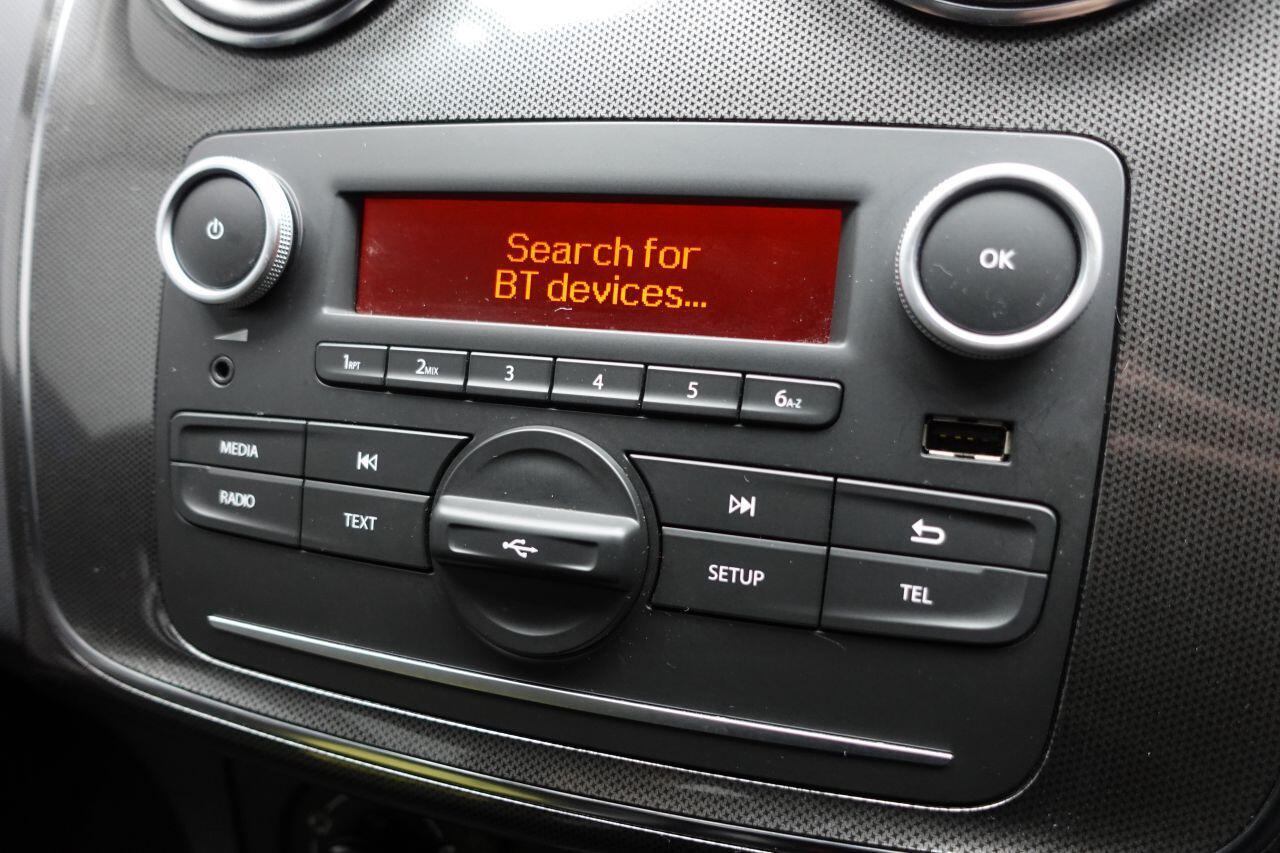 Search for
BT devices...
OK
1RPT
2MIX
3
4
5
6A-Z
MEDIA
RADIO
TEXT
SETUP
TEL